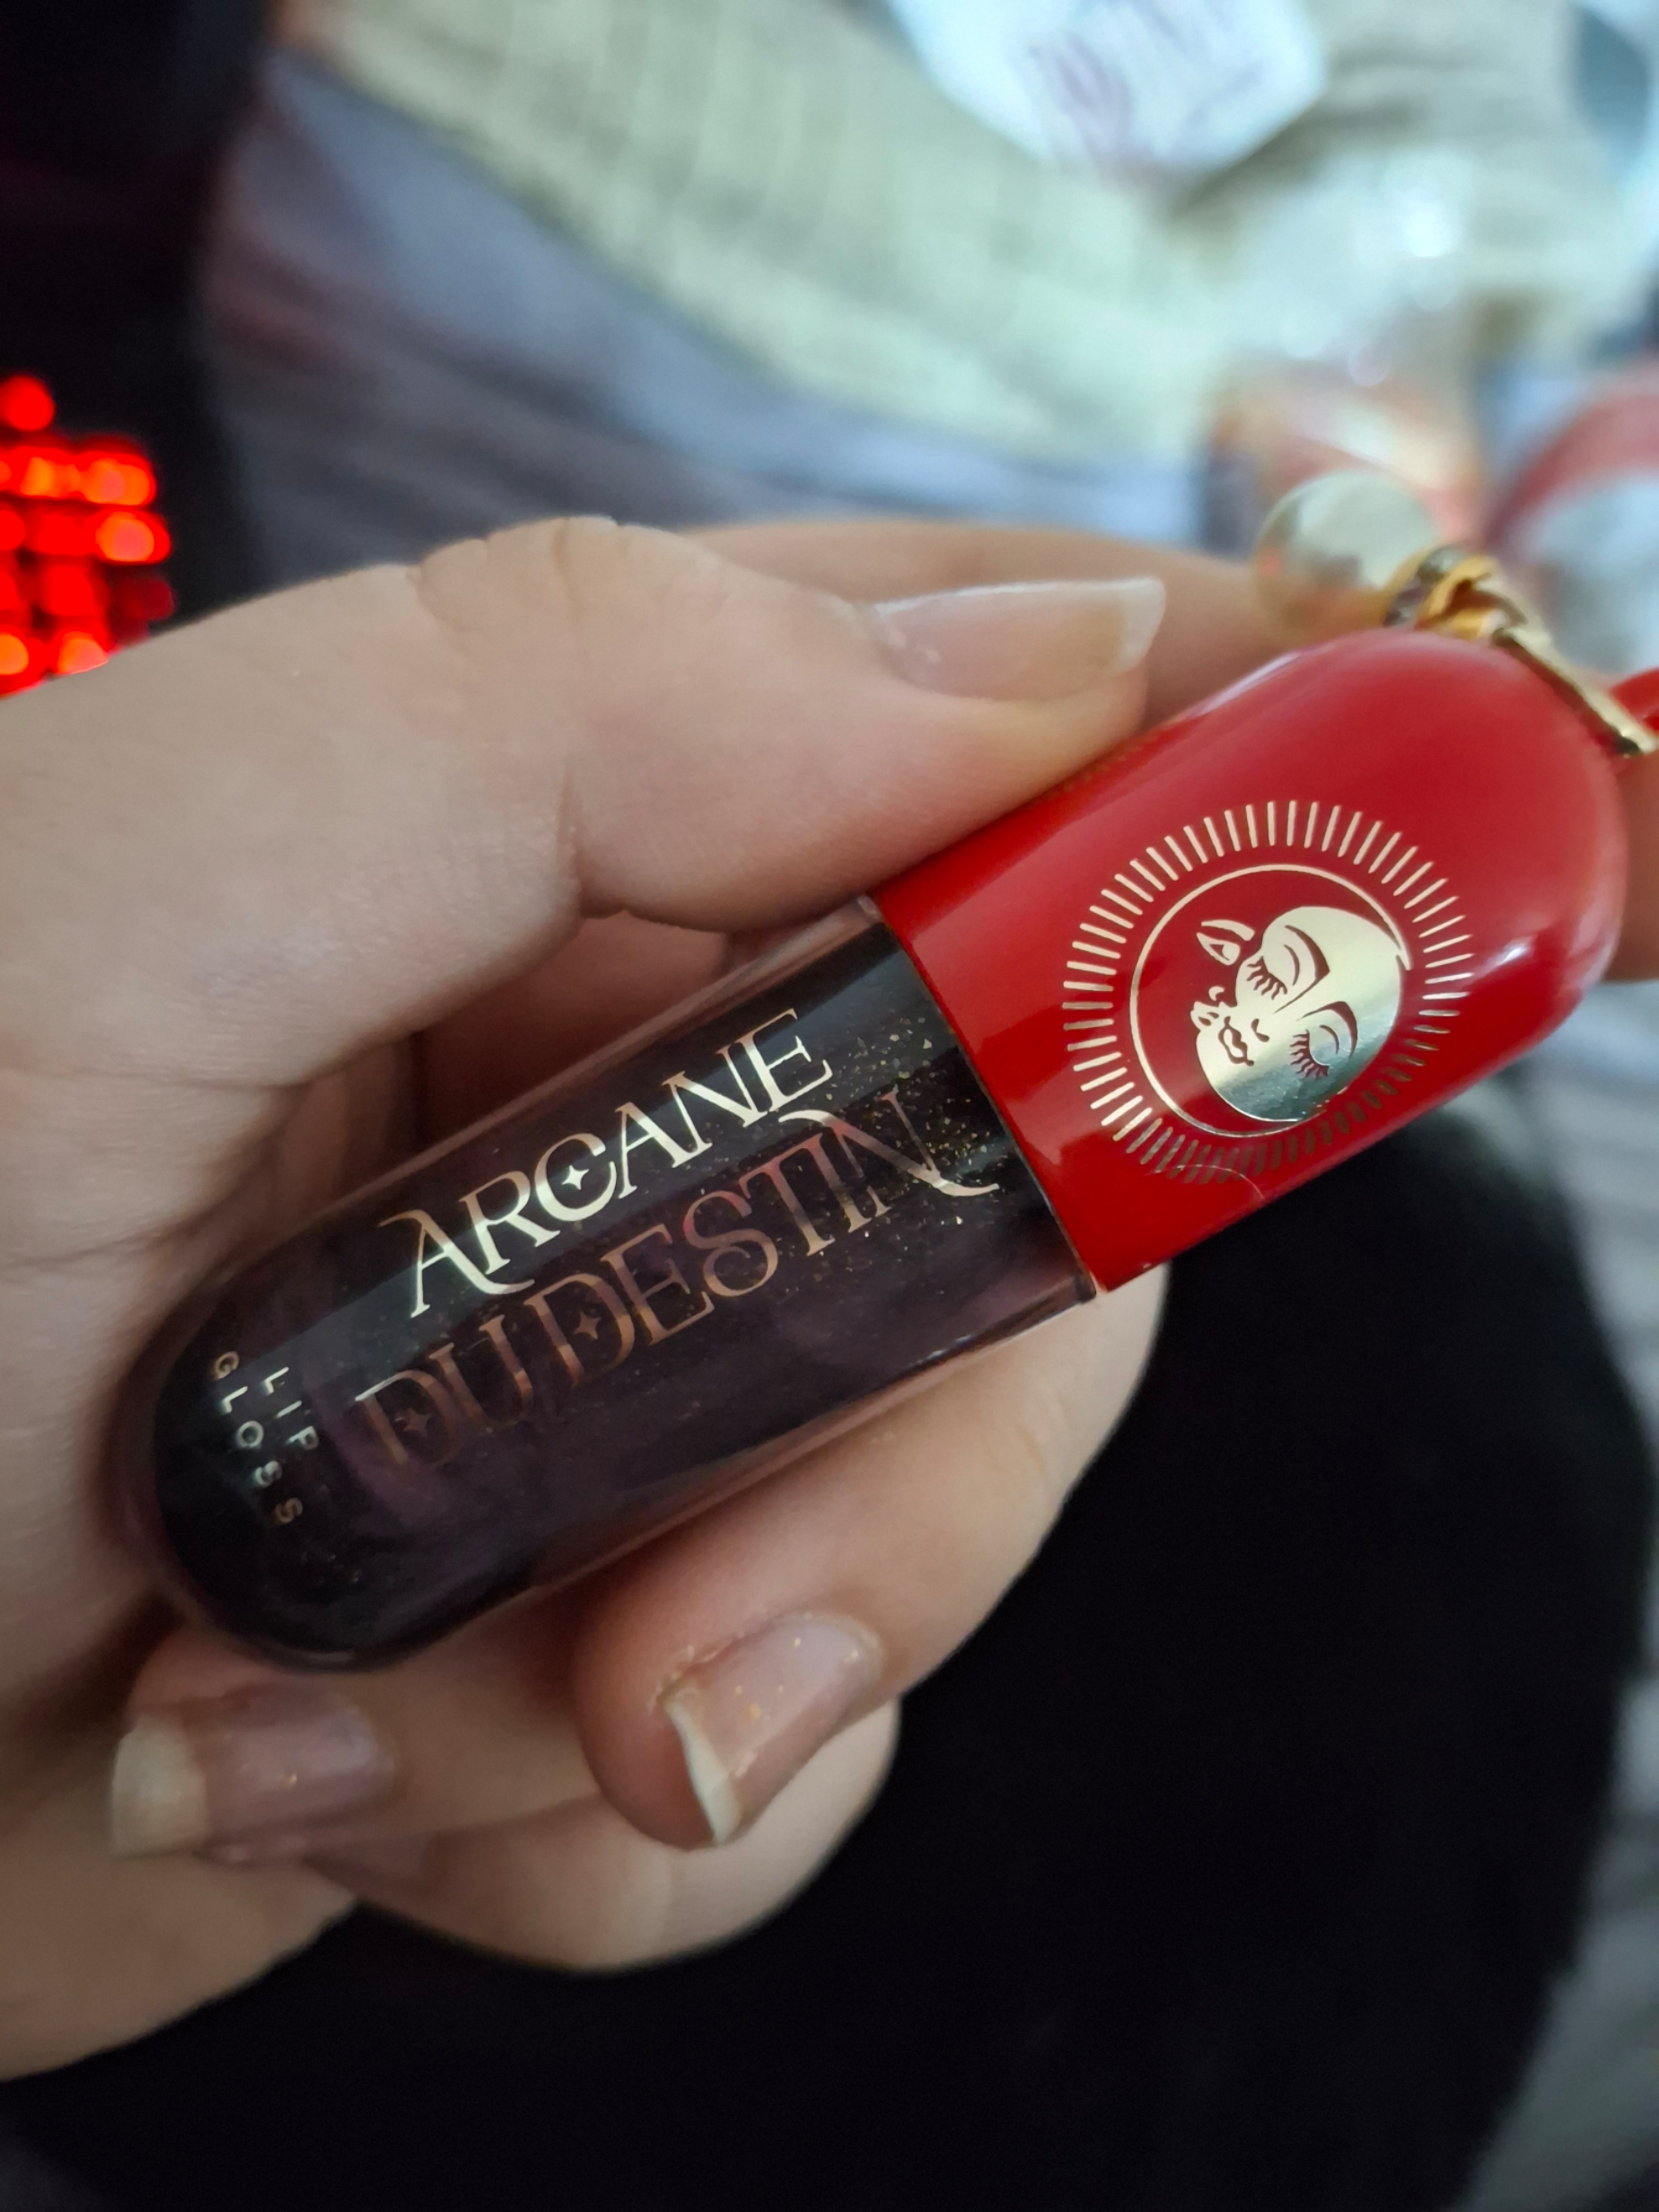 ARCANE
DU DESTIN
LIP
GLOSS